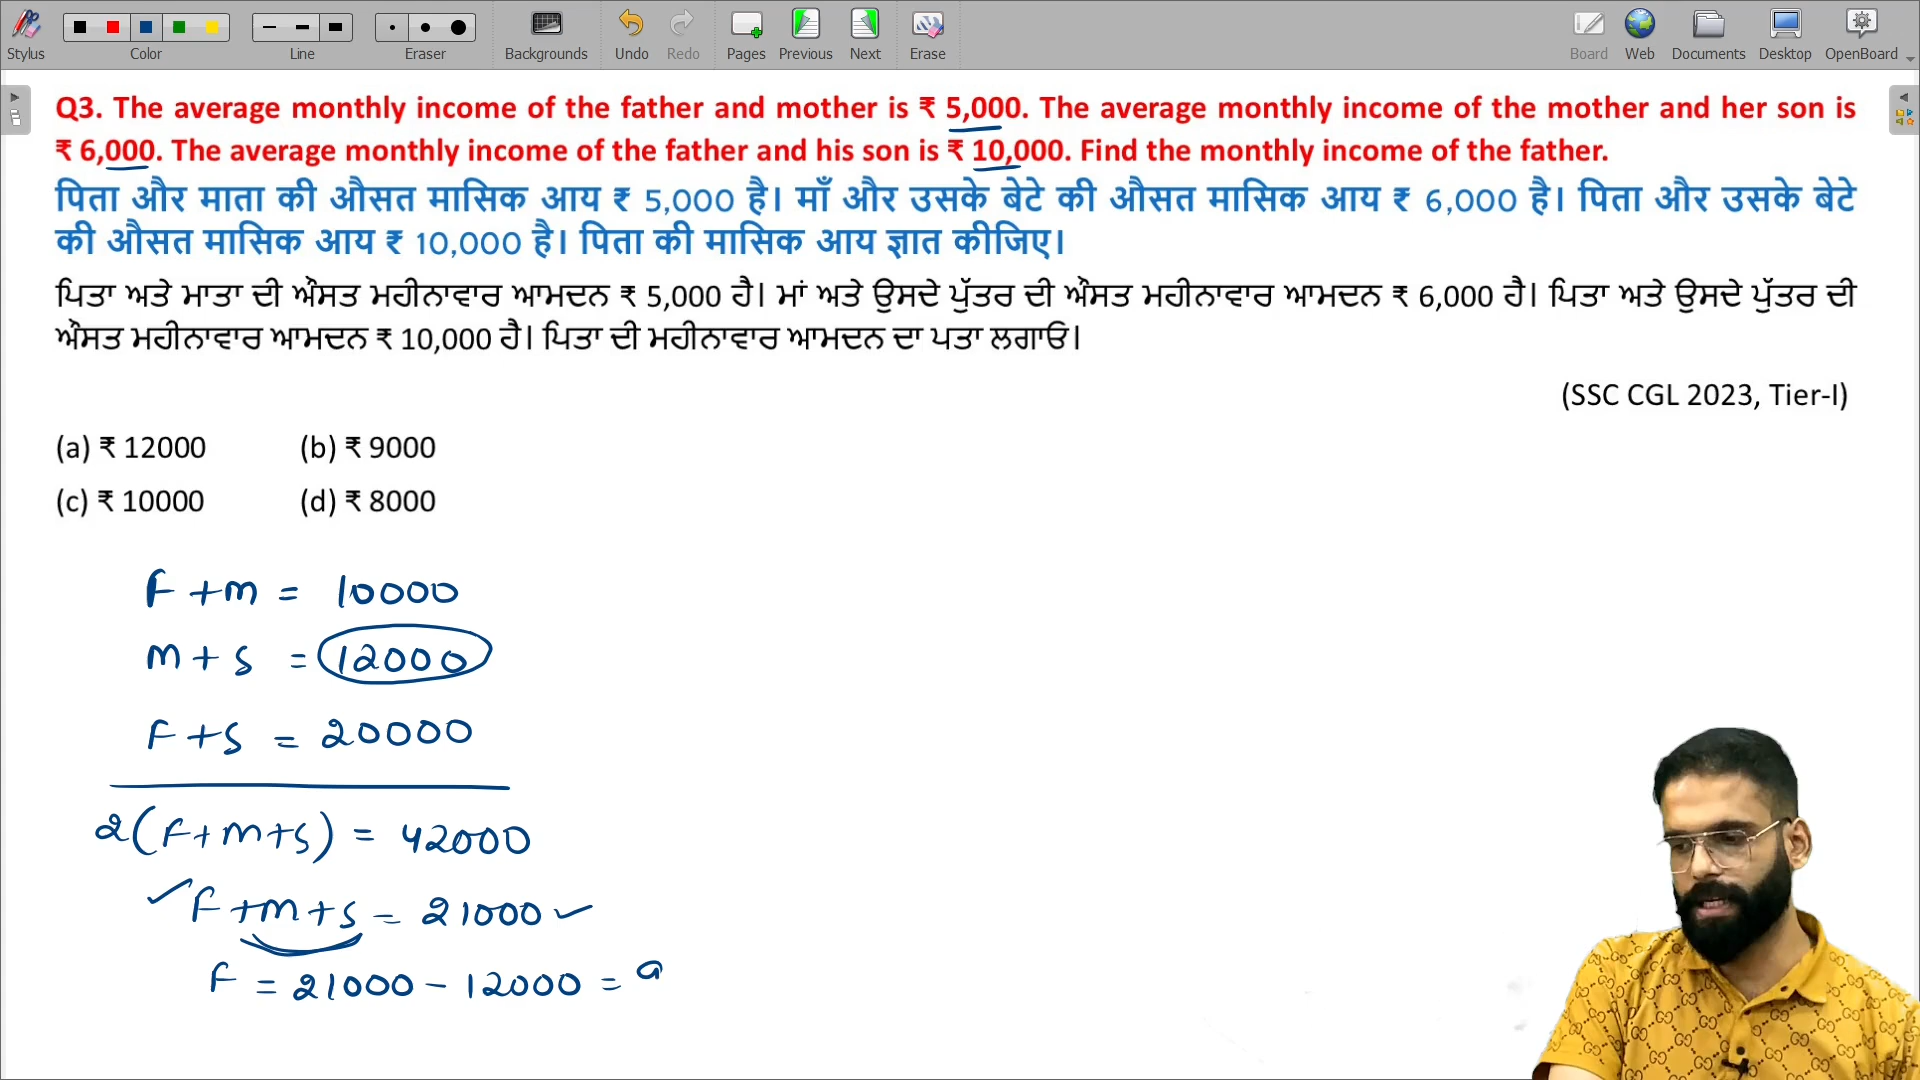 Stylus Color Line Eraser Backgrounds Undo Redo Pages Previous Next Erase Board Web Documents Desktop OpenBoard
Q3. The average monthly income of the father and mother is ₹ 5,000. The average monthly income of the mother and her son is
₹ 6,000. The average monthly income of the father and his son is ₹ 10,000. Find the monthly income of the father.
पिता और माता की औसत मासिक आय ₹ 5,000 है। माँ और उसके बेटे की औसत मासिक आय ₹ 6,000 है। पिता और उसके बेटे
की औसत मासिक आय ₹ 10,000 है। पिता की मासिक आय ज्ञात कीजिए।
ਪਿਤਾ ਅਤੇ ਮਾਤਾ ਦੀ ਔਸਤ ਮਹੀਨਾਵਾਰ ਆਮਦਨ ₹ 5,000 ਹੈ। ਮਾਂ ਅਤੇ ਉਸਦੇ ਪੁੱਤਰ ਦੀ ਔਸਤ ਮਹੀਨਾਵਾਰ ਆਮਦਨ ₹ 6,000 ਹੈ। ਪਿਤਾ ਅਤੇ ਉਸਦੇ ਪੁੱਤਰ ਦੀ
ਔਸਤ ਮਹੀਨਾਵਾਰ ਆਮਦਨ ₹ 10,000 ਹੈ। ਪਿਤਾ ਦੀ ਮਹੀਨਾਵਾਰ ਆਮਦਨ ਦਾ ਪਤਾ ਲਗਾਓ।
(SSC CGL 2023, Tier-I)
(a) ₹ 12000 (b) ₹ 9000
(c) ₹ 10000 (d) ₹ 8000
F + m = 10000
m + s = 12000
F + s = 20000
2(F+m+s) = 42000
✓ F+m+s = 21000 ✓
F = 21000 - 12000 = 9